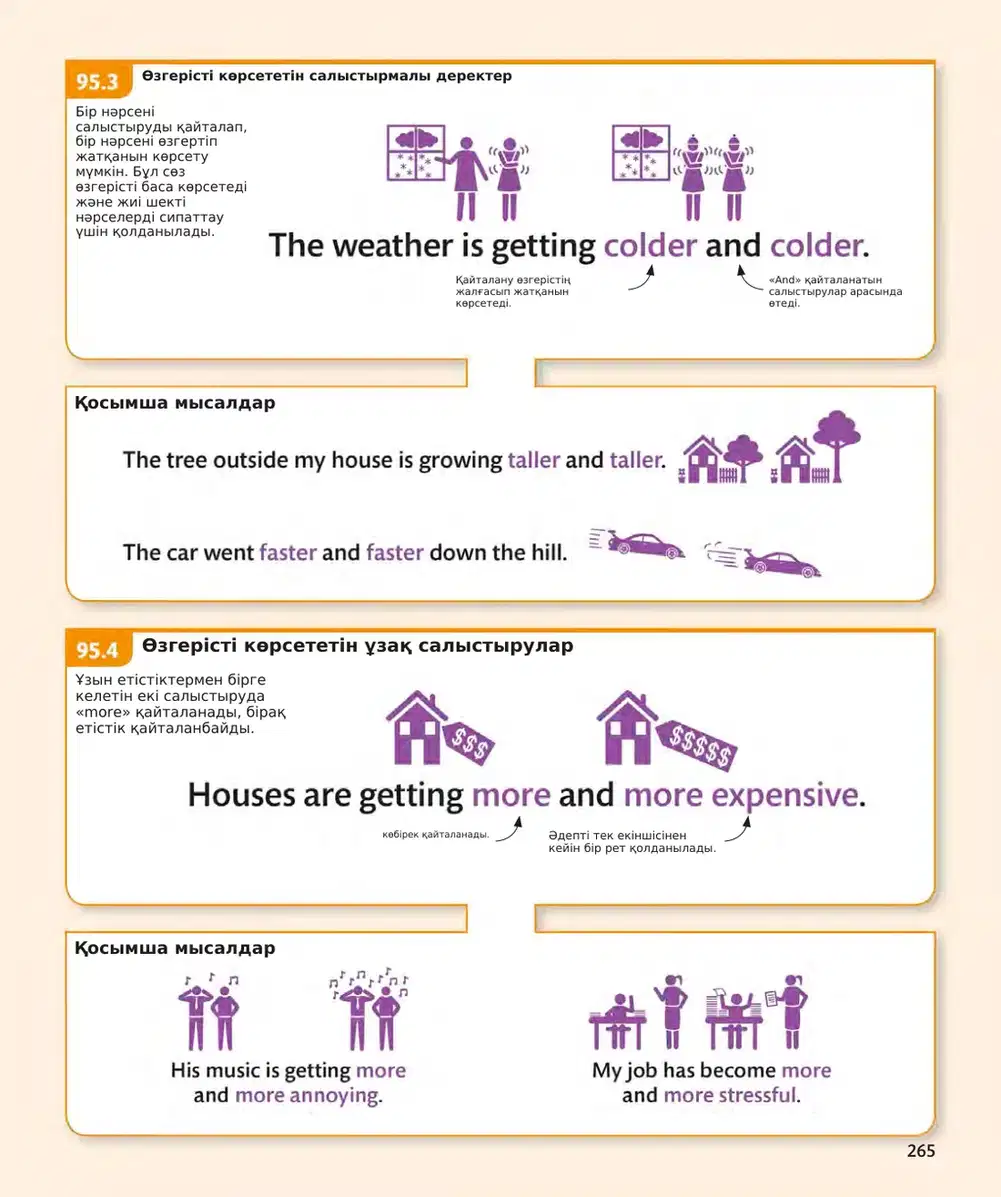 95.3 Өзгерісті көрсететін салыстырмалы деректер
Бір нәрсені
салыстыруды қайталап,
бір нәрсені өзгертіп
жатқанын көрсету
мүмкін. Бұл сөз
өзгерісті баса көрсетеді
және жиі шекті
нәрселерді сипаттау
үшін қолданылады.
The weather is getting colder and colder.
Қайталану өзгерістің
жалғасып жатқанын
көрсетеді.
«And» қайталанатын
салыстырулар арасында
өтеді.
Қосымша мысалдар
The tree outside my house is growing taller and taller.
The car went faster and faster down the hill.
95.4 Өзгерісті көрсететін ұзақ салыстырулар
Ұзын етістіктермен бірге
келетін екі салыстыруда
«more» қайталанады, бірақ
етістік қайталанбайды.
$$$
$$$$$
Houses are getting more and more expensive.
көбірек қайталанады.
Әдепті тек екіншісінен
кейін бір рет қолданылады.
Қосымша мысалдар
His music is getting more
and more annoying.
My job has become more
and more stressful.
265